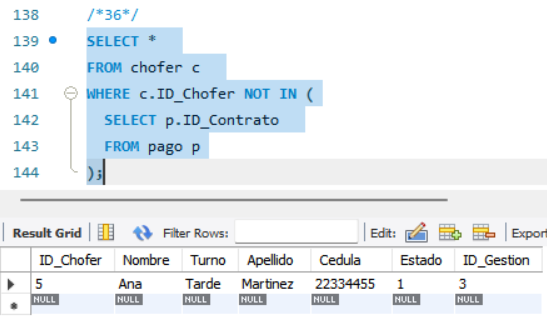 138 /*36*/
139 SELECT *
140 FROM chofer c
141 WHERE c.ID_Chofer NOT IN (
142 SELECT p.ID_Contrato
143 FROM pago p
144 );
Result Grid Filter Rows: Edit: Export
ID_Chofer Nombre Turno Apellido Cedula Estado ID_Gestion
5 Ana Tarde Martinez 22334455 1 3
NULL NULL NULL NULL NULL NULL NULL